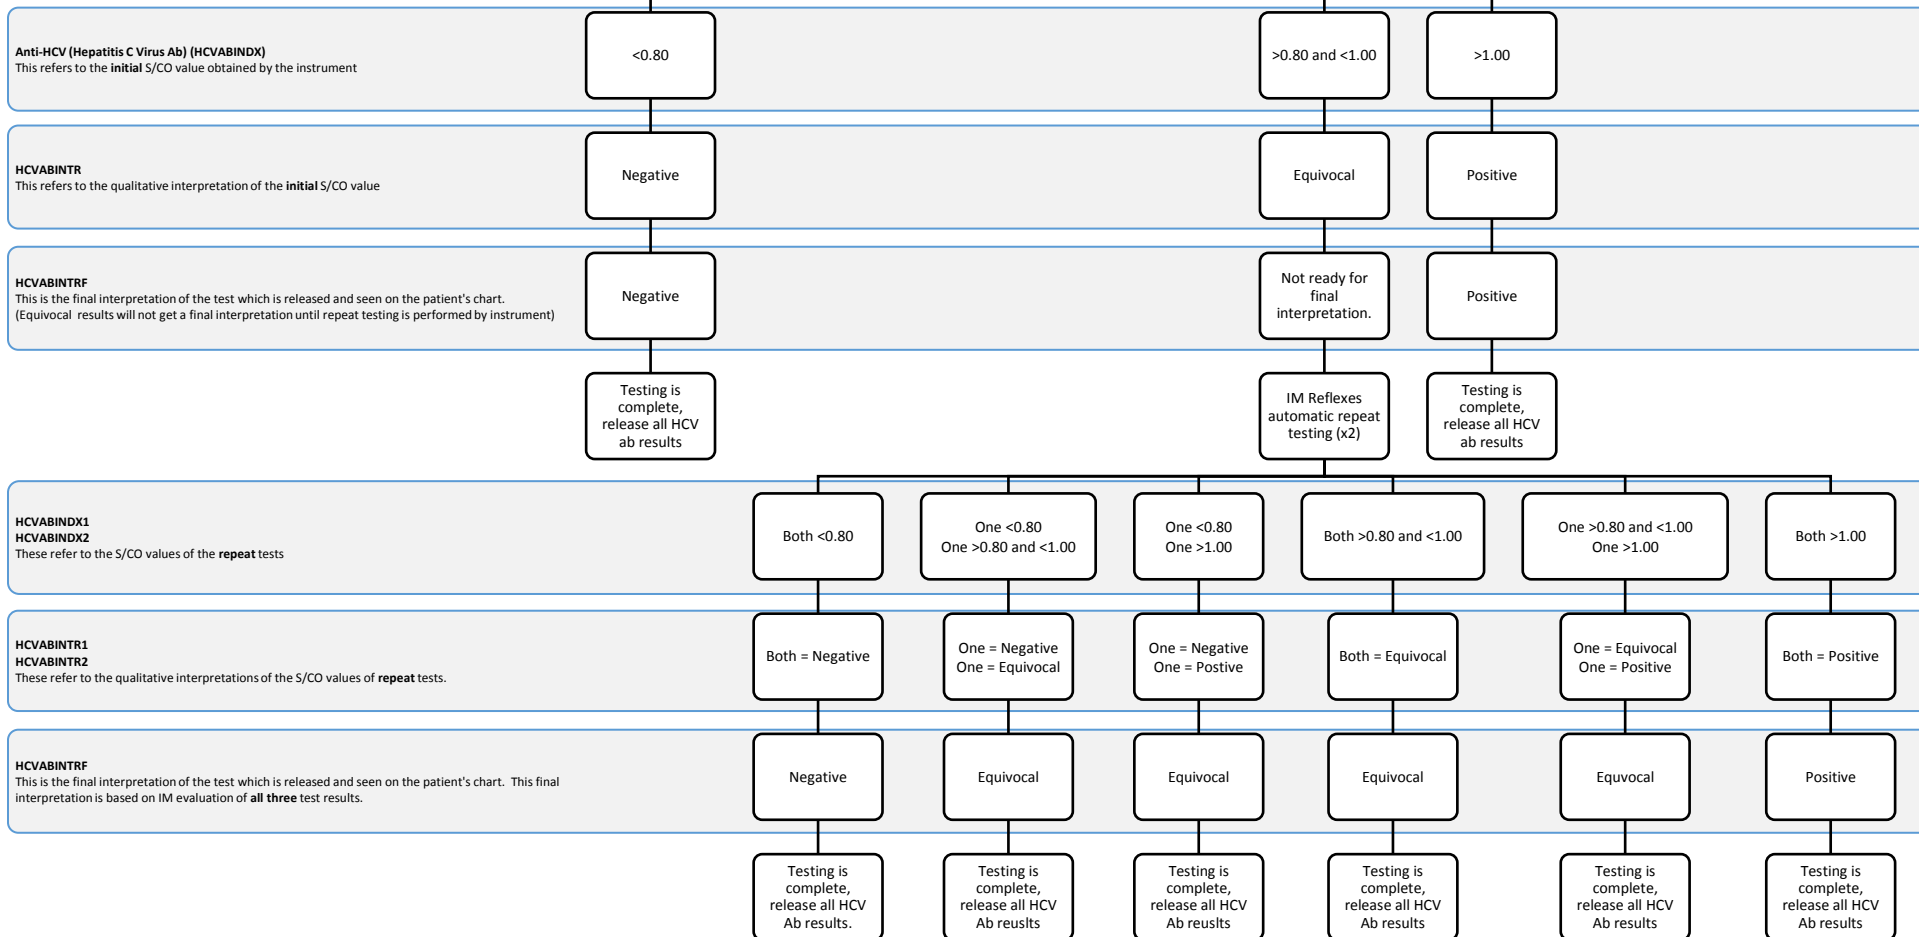 Anti-HCV (Hepatitis C Virus Ab) (HCVABINDX)
This refers to the initial S/CO value obtained by the instrument
<0.80
>0.80 and <1.00
>1.00
HCVABINTR
This refers to the qualitative interpretation of the initial S/CO value
Negative
Equivocal
Positive
HCVABINTRF
This is the final interpretation of the test which is released and seen on the patient's chart.
(Equivocal results will not get a final interpretation until repeat testing is performed by instrument)
Negative
Not ready for
final
interpretation.
Positive
Testing is
complete,
release all HCV
ab results
IM Reflexes
automatic repeat
testing (x2)
Testing is
complete,
release all HCV
ab results
HCVABINDX1
HCVABINDX2
These refer to the S/CO values of the repeat tests
Both <0.80
One <0.80
One >0.80 and <1.00
One <0.80
One >1.00
Both >0.80 and <1.00
One >0.80 and <1.00
One >1.00
Both >1.00
HCVABINTR1
HCVABINTR2
These refer to the qualitative interpretations of the S/CO values of repeat tests.
Both = Negative
One = Negative
One = Equivocal
One = Negative
One = Postive
Both = Equivocal
One = Equivocal
One = Positive
Both = Positive
HCVABINTRF
This is the final interpretation of the test which is released and seen on the patient's chart. This final
interpretation is based on IM evaluation of all three test results.
Negative
Equivocal
Equivocal
Equivocal
Equvocal
Positive
Testing is
complete,
release all HCV
Ab results.
Testing is
complete,
release all HCV
Ab reuslts
Testing is
complete,
release all HCV
Ab reuslts
Testing is
complete,
release all HCV
Ab results
Testing is
complete,
release all HCV
Ab results
Testing is
complete,
release all HCV
Ab results